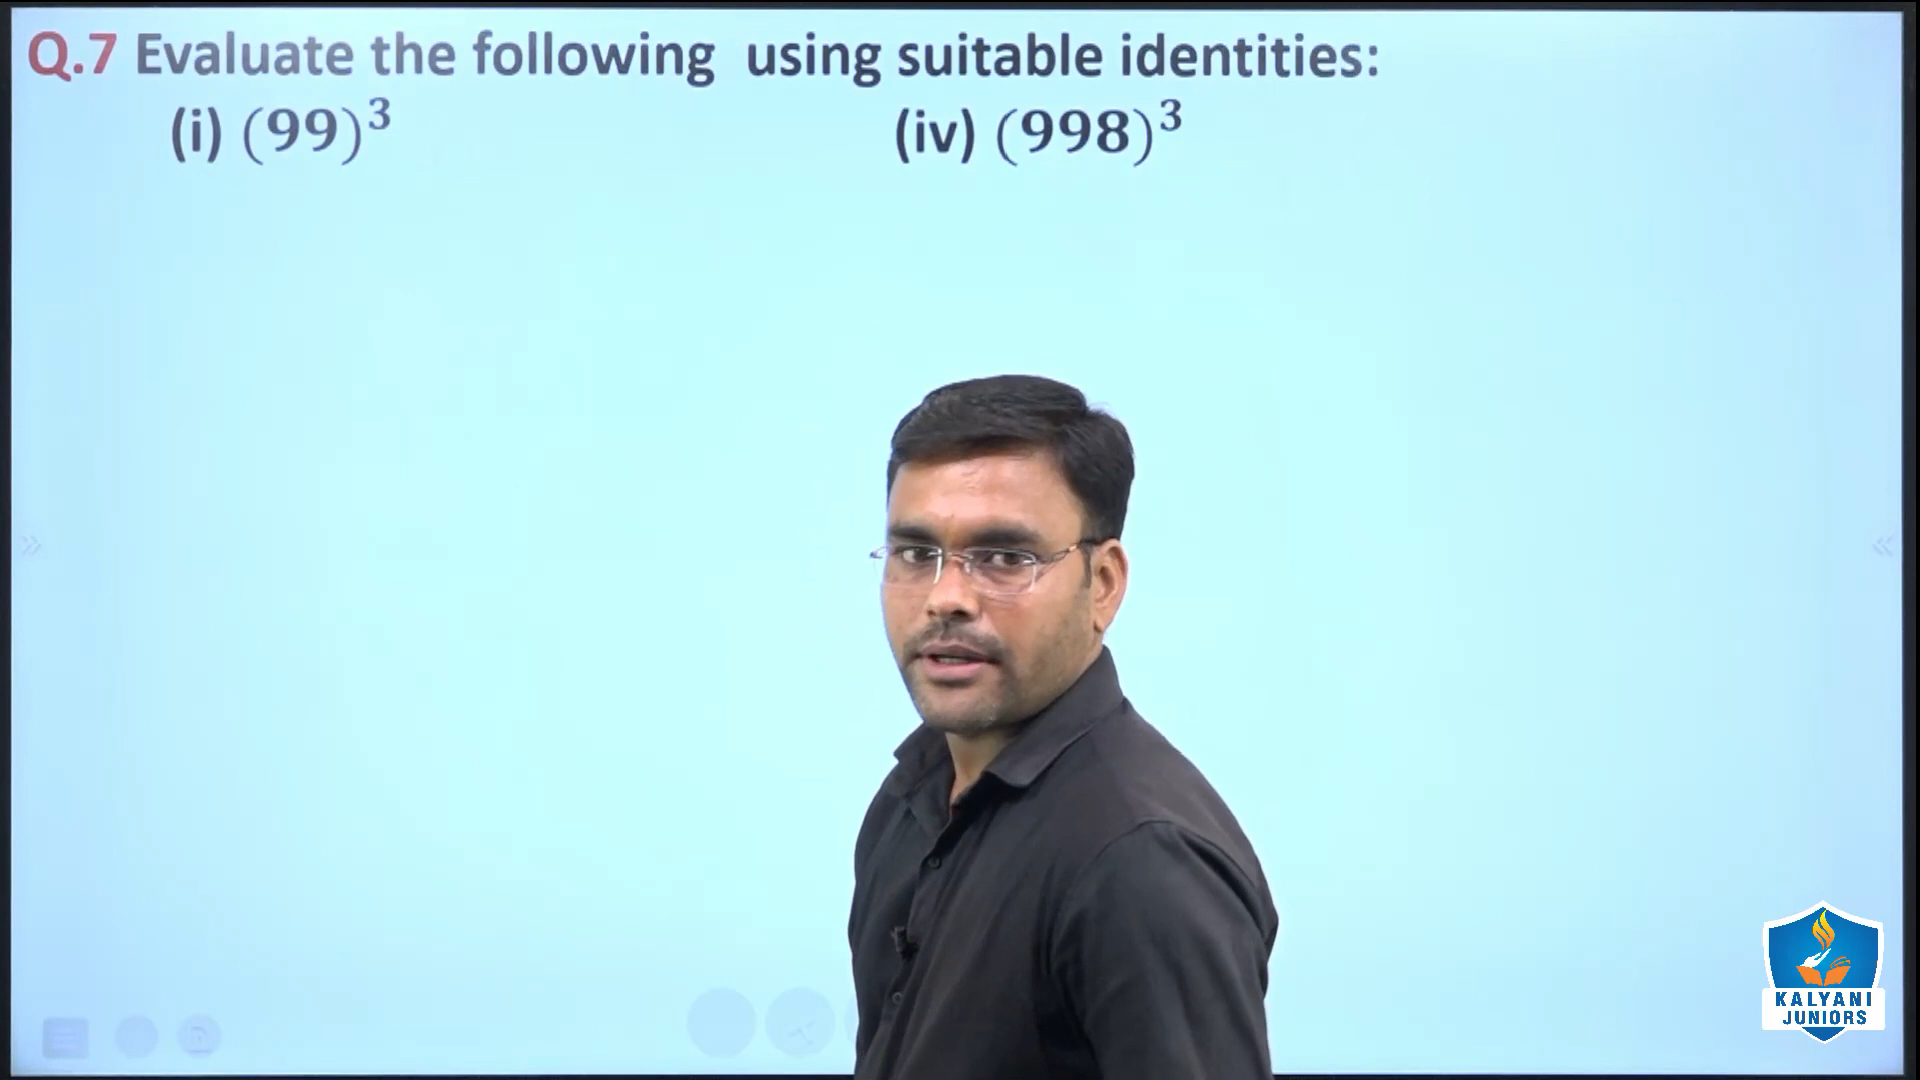 Q.7 Evaluate the following using suitable identities:
(i) (99)³ (iv) (998)³
KALYANI
JUNIORS